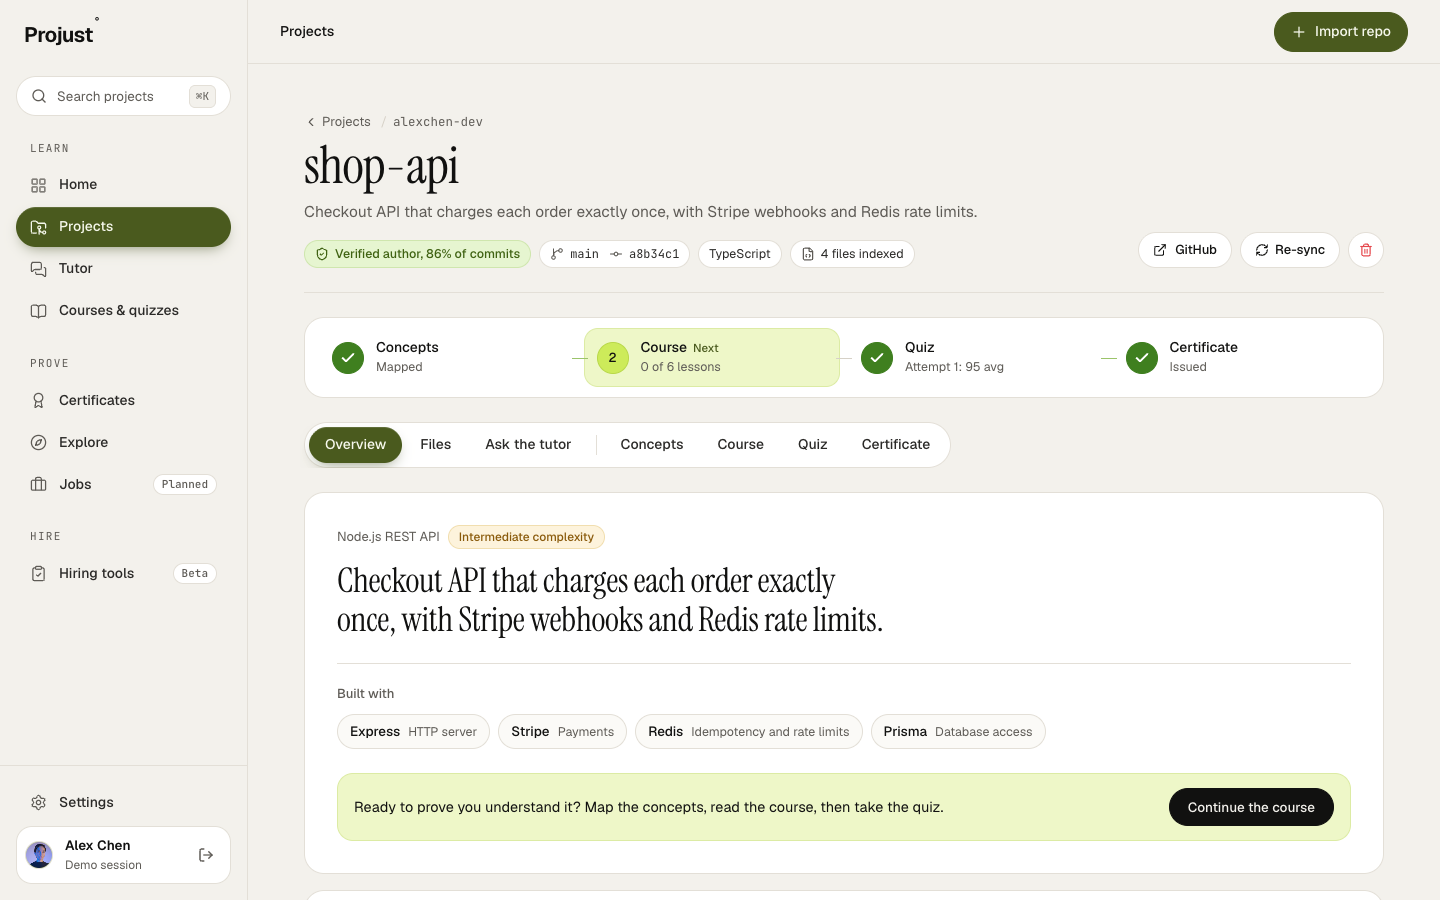 Projust
Search projects ⌘K
LEARN
Home
Projects
Tutor
Courses & quizzes
PROVE
Certificates
Explore
Jobs Planned
HIRE
Hiring tools Beta
Settings
Alex Chen
Demo session
Projects
Import repo
Projects / alexchen-dev
shop-api
Checkout API that charges each order exactly once, with Stripe webhooks and Redis rate limits.
Verified author, 86% of commits
main a8b34c1
TypeScript
4 files indexed
GitHub
Re-sync
Concepts
Mapped
2
Course Next
0 of 6 lessons
Quiz
Attempt 1: 95 avg
Certificate
Issued
Overview
Files
Ask the tutor
Concepts
Course
Quiz
Certificate
Node.js REST API Intermediate complexity
Checkout API that charges each order exactly
once, with Stripe webhooks and Redis rate limits.
Built with
Express HTTP server
Stripe Payments
Redis Idempotency and rate limits
Prisma Database access
Ready to prove you understand it? Map the concepts, read the course, then take the quiz.
Continue the course